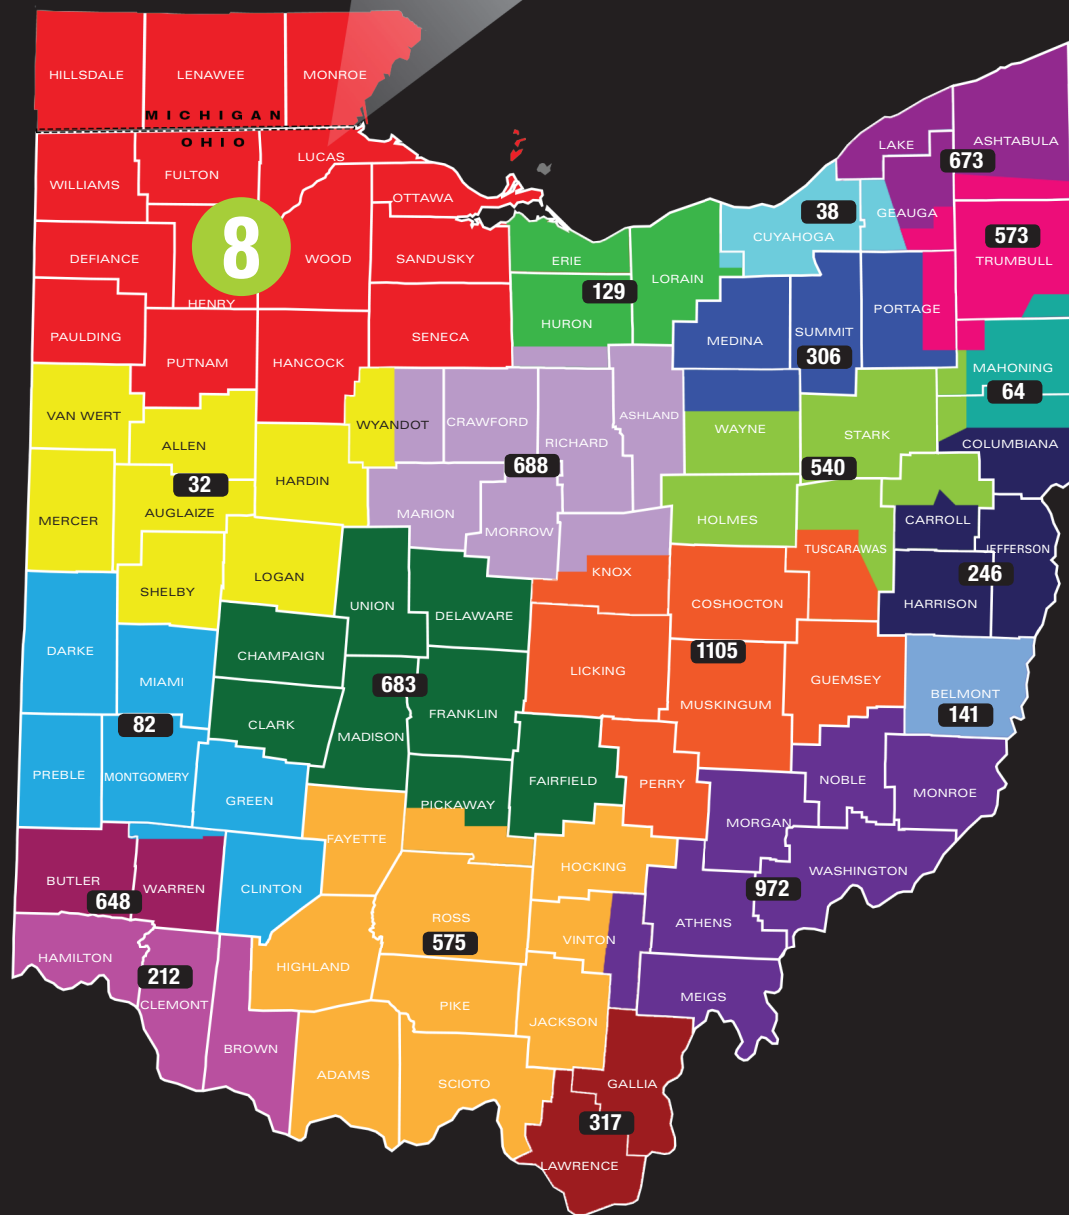 HILLSDALE
LENAWEE
MONROE
MICHIGAN
OHIO
LAKE
ASHTABULA
673
LUCAS
FULTON
WILLIAMS
OTTAWA
38
GEAUGA
CUYAHOGA
573
TRUMBULL
8
DEFIANCE
WOOD
SANDUSKY
ERIE
LORAIN
HENRY
129
HURON
PORTAGE
PAULDING
SENECA
MEDINA
SUMMIT
306
PUTNAM
HANCOCK
MAHONING
64
VAN WERT
WYANDOT
CRAWFORD
ASHLAND
WAYNE
STARK
COLUMBIANA
ALLEN
RICHARD
688
540
32
HARDIN
AUGLAIZE
MARION
MERCER
MORROW
HOLMES
CARROLL
TUSCARAWAS
JEFFERSON
KNOX
246
LOGAN
SHELBY
UNION
COSHOCTON
HARRISON
DELAWARE
DARKE
CHAMPAIGN
1105
LICKING
MIAMI
683
GUEMSEY
BELMONT
141
MUSKINGUM
FRANKLIN
82
CLARK
MADISON
PREBLE
MONTGOMERY
FAIRFIELD
PERRY
NOBLE
MONROE
GREEN
PICKAWAY
MORGAN
FAYETTE
HOCKING
WASHINGTON
BUTLER
WARREN
CLINTON
972
648
ROSS
ATHENS
575
VINTON
HAMILTON
HIGHLAND
212
MEIGS
CLEMONT
PIKE
JACKSON
BROWN
ADAMS
SCIOTO
GALLIA
317
LAWRENCE